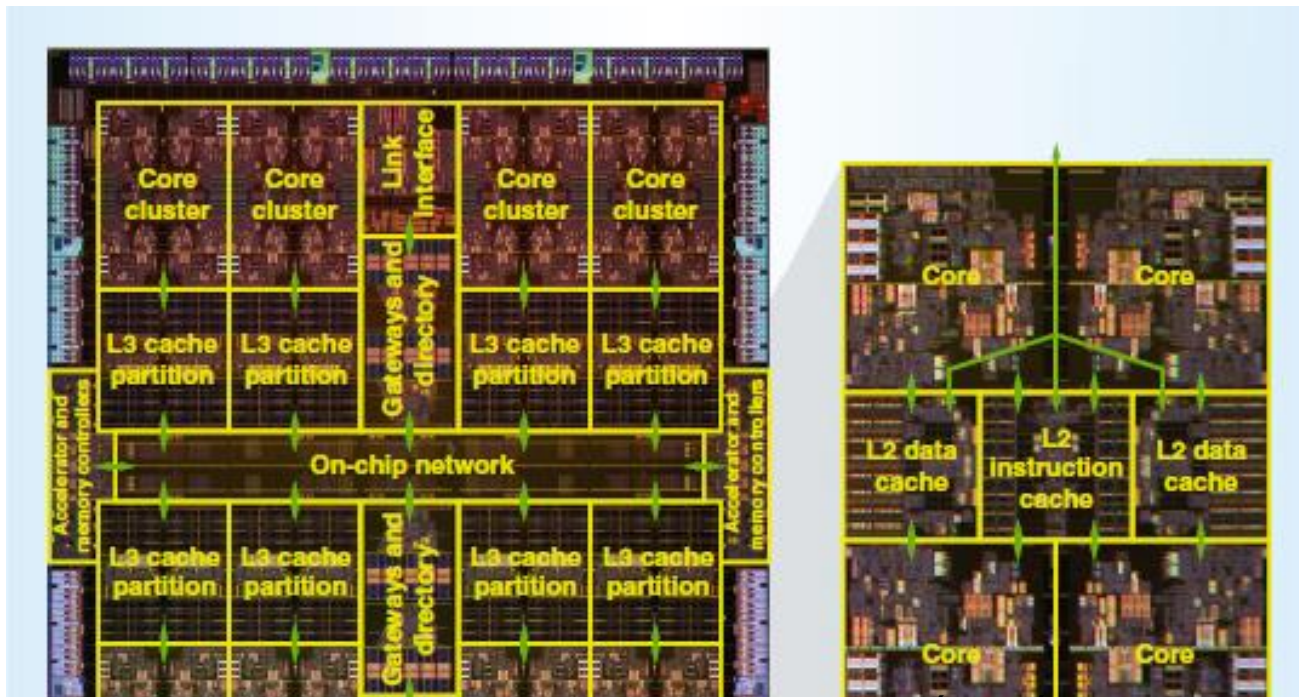 Core
cluster
Core
cluster
Link
Interface
Core
cluster
Core
cluster
L3 cache
partition
L3 cache
partition
Gateways and
directory
L3 cache
partition
L3 cache
partition
Accelerator and
memory controllers
On-chip network
Accelerator and
memory controllers
L3 cache
partition
L3 cache
partition
Gateways and
directory
L3 cache
partition
L3 cache
partition
Core
Core
L2 data
cache
L2
instruction
cache
L2 data
cache
Core
Core